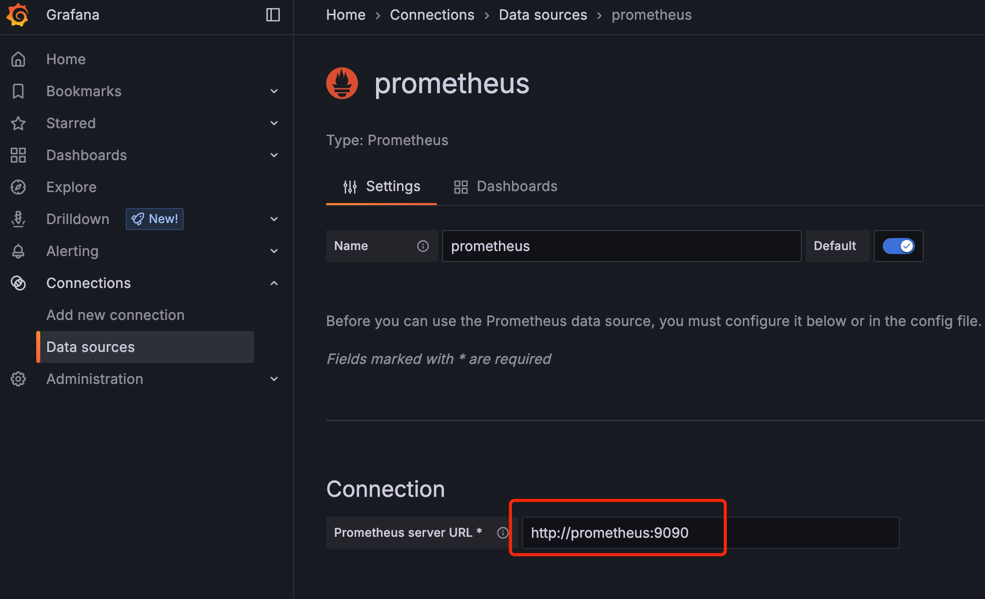 Grafana
Home › Connections › Data sources › prometheus
Home
Bookmarks
Starred
Dashboards
Explore
Drilldown New!
Alerting
Connections
Add new connection
Data sources
Administration
prometheus
Type: Prometheus
Settings Dashboards
Name prometheus Default
Before you can use the Prometheus data source, you must configure it below or in the config file.
Fields marked with * are required
Connection
Prometheus server URL * http://prometheus:9090